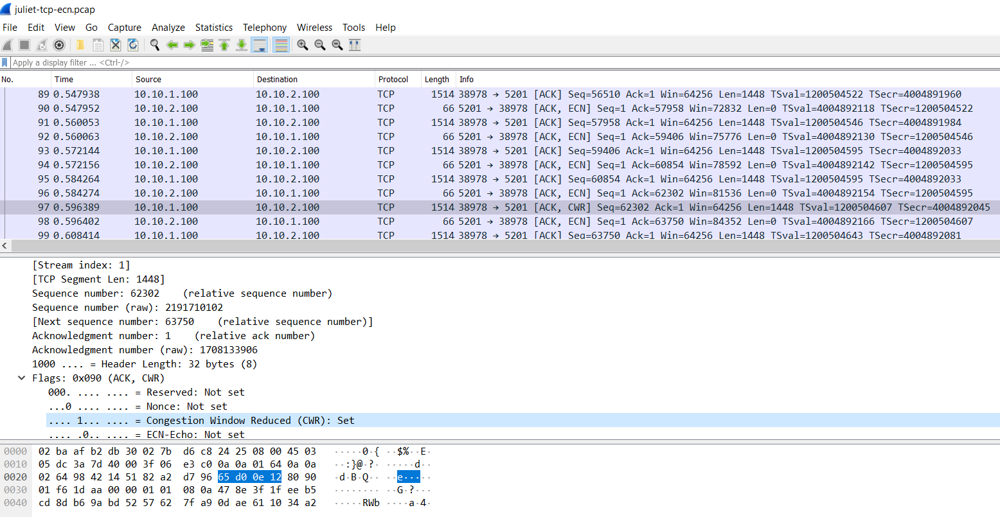 juliet-tcp-ecn.pcap
File Edit View Go Capture Analyze Statistics Telephony Wireless Tools Help
Apply a display filter ... <Ctrl-/>
No. Time Source Destination Protocol Length Info
89 0.547938 10.10.1.100 10.10.2.100 TCP 1514 38978 → 5201 [ACK] Seq=56510 Ack=1 Win=64256 Len=1448 TSval=1200504522 TSecr=4004891960
90 0.547952 10.10.2.100 10.10.1.100 TCP 66 5201 → 38978 [ACK, ECN] Seq=1 Ack=57958 Win=72832 Len=0 TSval=4004892118 TSecr=1200504522
91 0.560053 10.10.1.100 10.10.2.100 TCP 1514 38978 → 5201 [ACK] Seq=57958 Ack=1 Win=64256 Len=1448 TSval=1200504546 TSecr=4004891984
92 0.560063 10.10.2.100 10.10.1.100 TCP 66 5201 → 38978 [ACK, ECN] Seq=1 Ack=59406 Win=75776 Len=0 TSval=4004892130 TSecr=1200504546
93 0.572144 10.10.1.100 10.10.2.100 TCP 1514 38978 → 5201 [ACK] Seq=59406 Ack=1 Win=64256 Len=1448 TSval=1200504595 TSecr=4004892033
94 0.572156 10.10.2.100 10.10.1.100 TCP 66 5201 → 38978 [ACK, ECN] Seq=1 Ack=60854 Win=78592 Len=0 TSval=4004892142 TSecr=1200504595
95 0.584264 10.10.1.100 10.10.2.100 TCP 1514 38978 → 5201 [ACK] Seq=60854 Ack=1 Win=64256 Len=1448 TSval=1200504595 TSecr=4004892033
96 0.584274 10.10.2.100 10.10.1.100 TCP 66 5201 → 38978 [ACK, ECN] Seq=1 Ack=62302 Win=81536 Len=0 TSval=4004892154 TSecr=1200504595
97 0.596389 10.10.1.100 10.10.2.100 TCP 1514 38978 → 5201 [ACK, CWR] Seq=62302 Ack=1 Win=64256 Len=1448 TSval=1200504607 TSecr=4004892045
98 0.596402 10.10.2.100 10.10.1.100 TCP 66 5201 → 38978 [ACK, ECN] Seq=1 Ack=63750 Win=84352 Len=0 TSval=4004892166 TSecr=1200504607
99 0.608414 10.10.1.100 10.10.2.100 TCP 1514 38978 → 5201 [ACK] Seq=63750 Ack=1 Win=64256 Len=1448 TSval=1200504643 TSecr=4004892081
[Stream index: 1]
[TCP Segment Len: 1448]
Sequence number: 62302 (relative sequence number)
Sequence number (raw): 2191710102
[Next sequence number: 63750 (relative sequence number)]
Acknowledgment number: 1 (relative ack number)
Acknowledgment number (raw): 1708133906
1000 .... = Header Length: 32 bytes (8)
Flags: 0x090 (ACK, CWR)
000. .... .... = Reserved: Not set
...0 .... .... = Nonce: Not set
.... 1... .... = Congestion Window Reduced (CWR): Set
.... .0.. .... = ECN-Echo: Not set
0000 02 ba af b2 db 30 02 7b d6 c8 24 25 08 00 45 03 ·····0·{ ··$%··E·
0010 05 dc 3a 7d 40 00 3f 06 e3 c0 0a 0a 01 64 0a 0a ··:}@·?· ·····d··
0020 02 64 98 42 14 51 82 a2 d7 96 65 d0 0e 12 80 90 ·d·B·Q·· ··e·····
0030 01 f6 1d aa 00 00 01 01 08 0a 47 8e 3f 1f ee b5 ········ ··G·?···
0040 cd 8d b6 9a bd 52 57 62 7f a9 0d ae 61 10 34 a2 ·····RWb ····a·4·